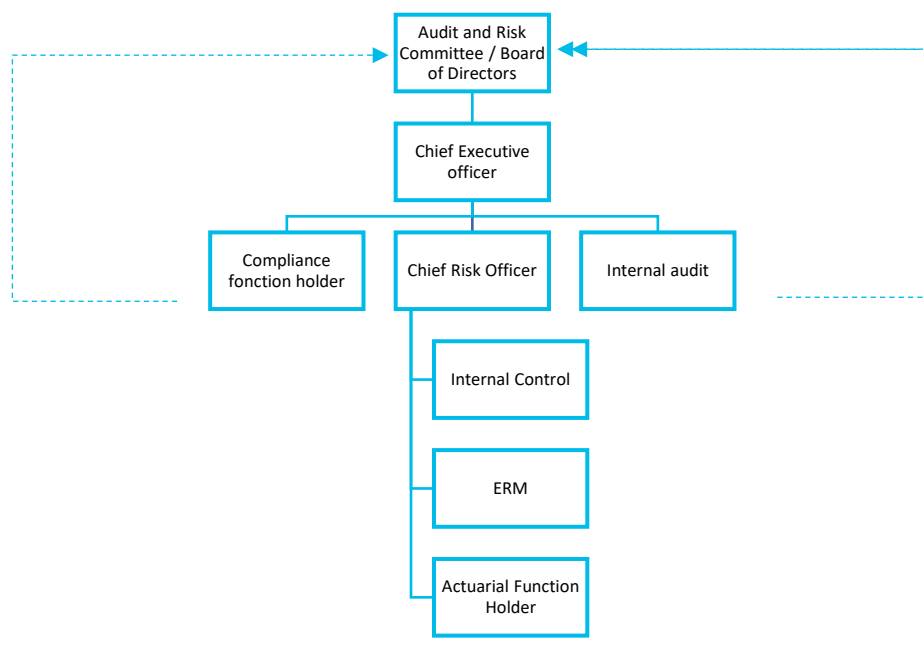 Audit and Risk
Committee / Board
of Directors
Chief Executive
officer
Compliance
fonction holder
Chief Risk Officer
Internal audit
Internal Control
ERM
Actuarial Function
Holder